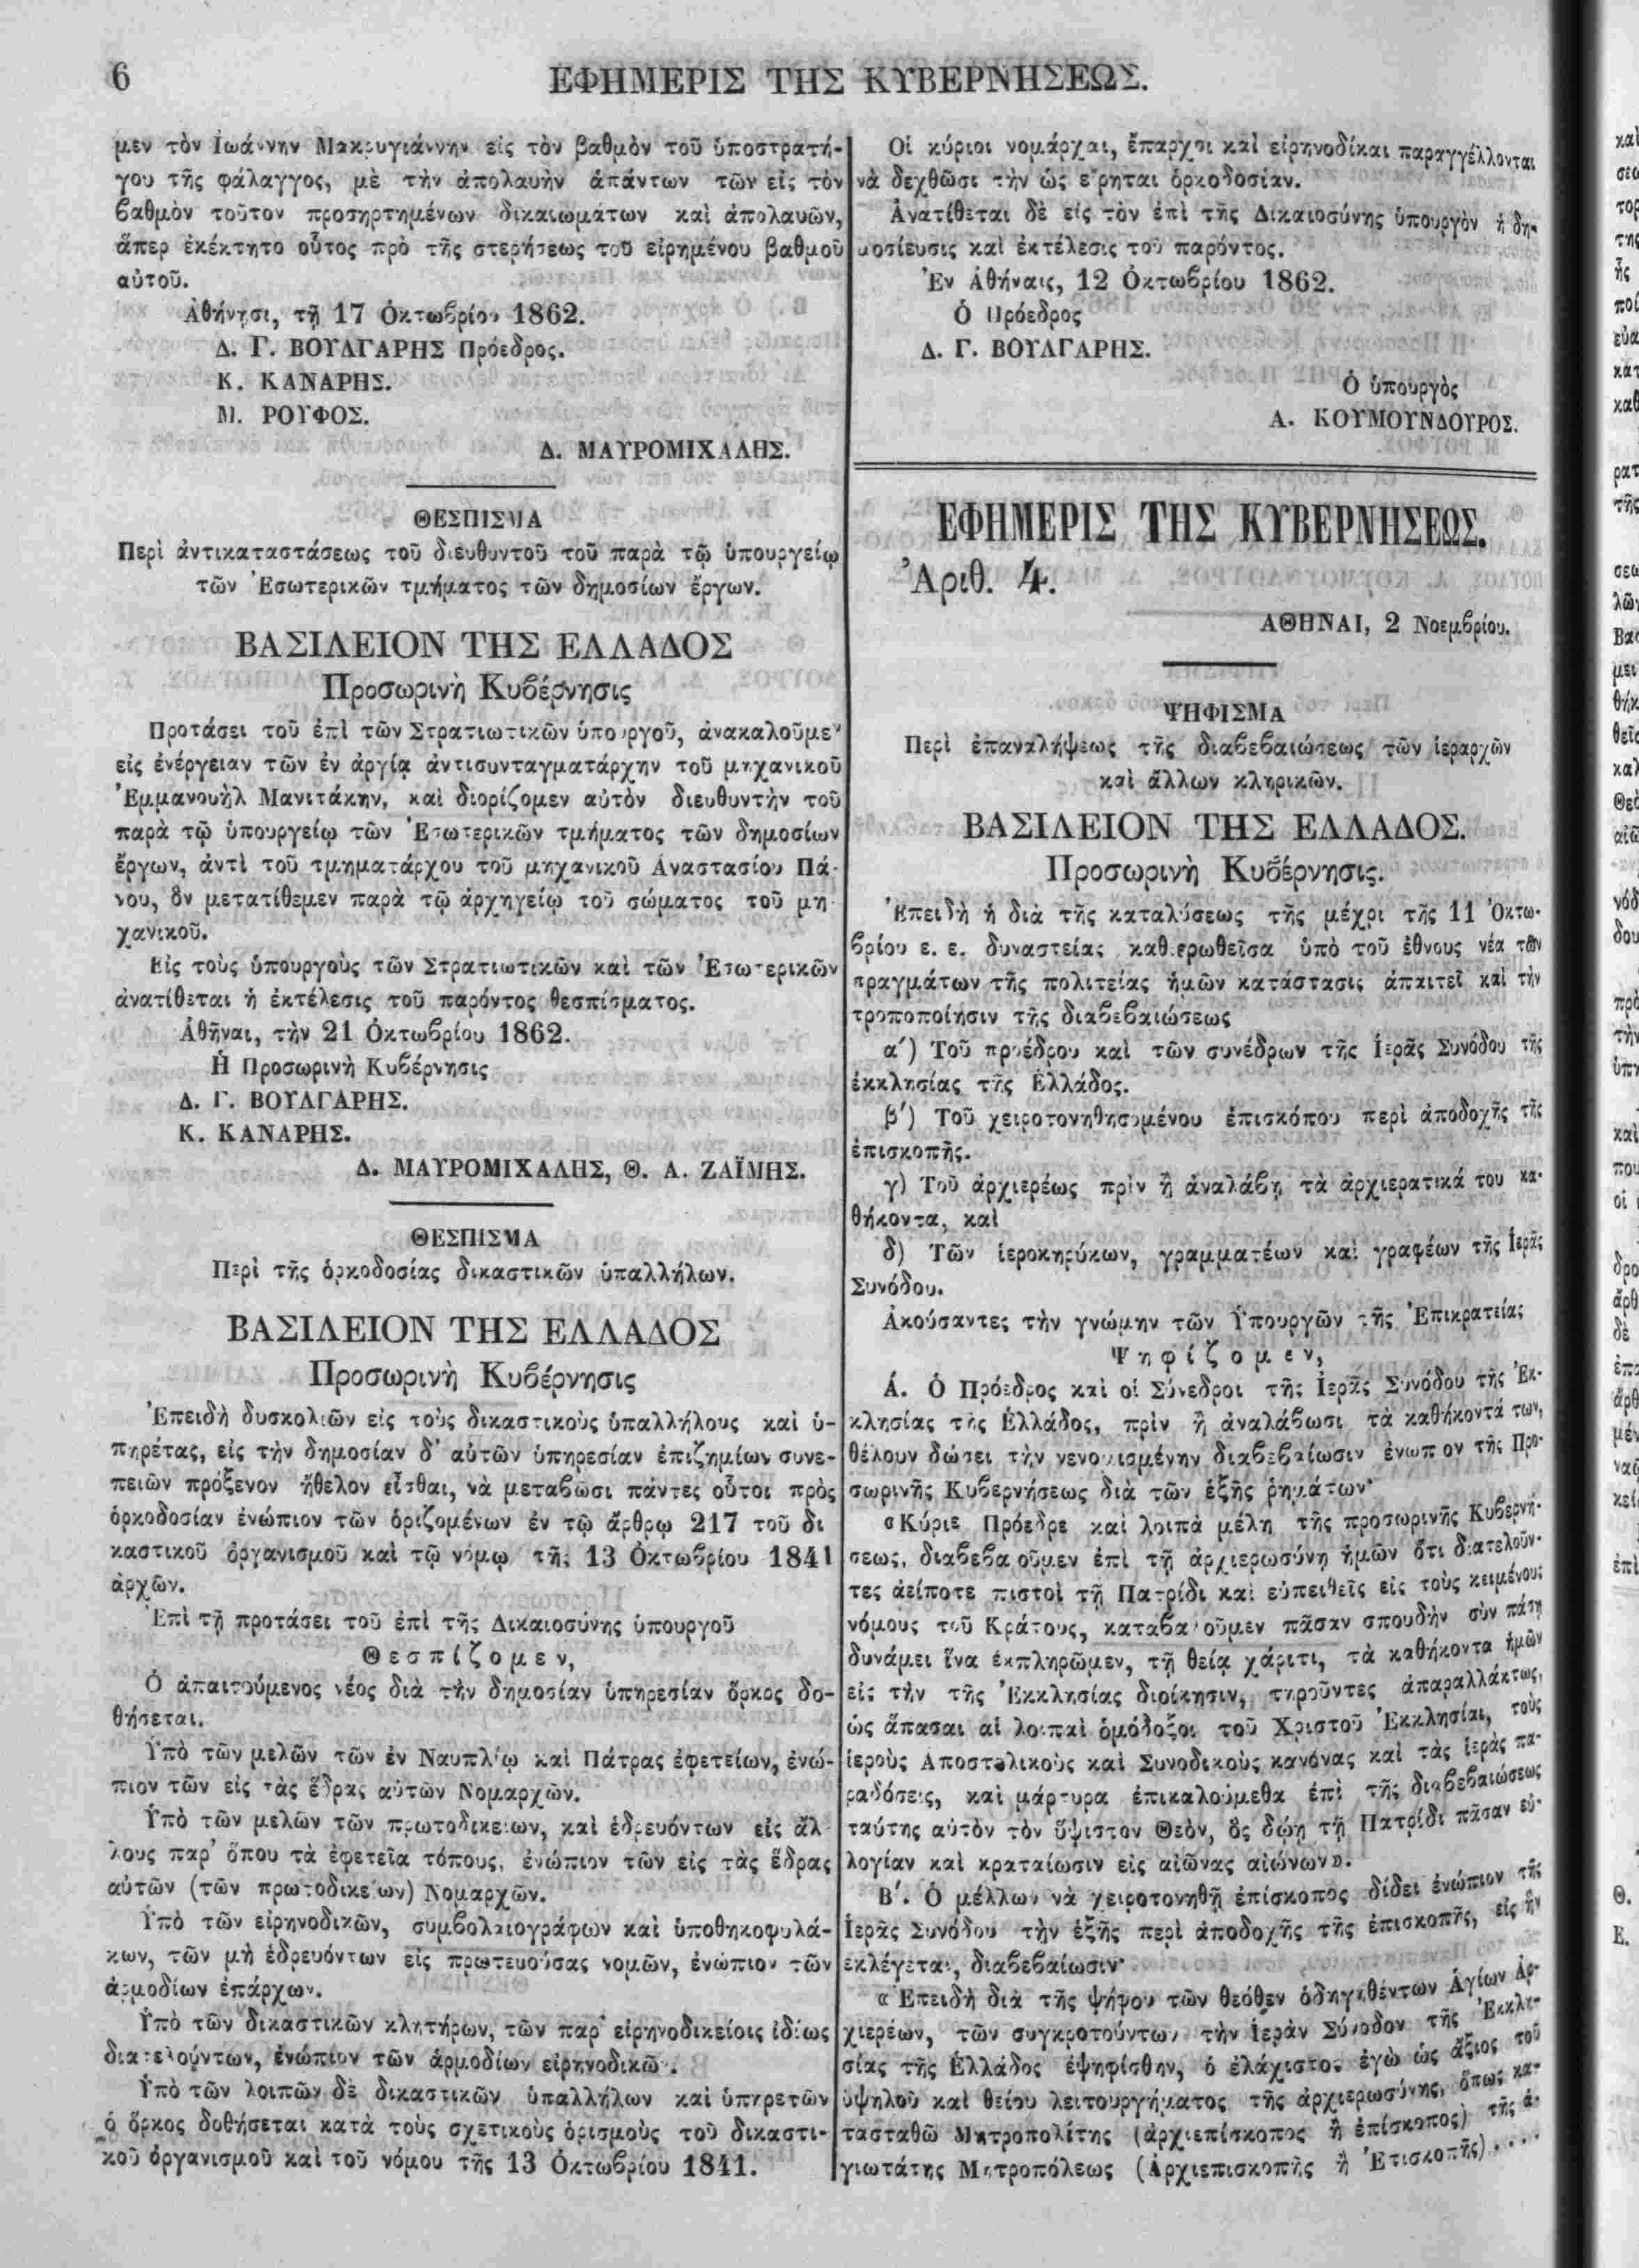 6
ΕΦΗΜΕΡΙΣ ΤΗΣ ΚΥΒΕΡΝΗΣΕΩΣ.
μεν τὸν Ἰωάννην Μακρυγιάννην εἰς τὸν βαθμὸν τοῦ ὑποστρατή-
γου τῆς φάλαγγος, μὲ τὴν ἀπολαυὴν ἁπάντων τῶν εἰς τὸν
βαθμὸν τοῦτον προσηρτημένων δικαιωμάτων καὶ ἀπολαυῶν,
ἅπερ ἐκέκτητο οὗτος πρὸ τῆς στερήσεως τοῦ εἰρημένου βαθμοῦ
αὐτοῦ.
Ἀθήνησι, τῇ 17 Ὀκτωβρίου 1862.
Δ. Γ. ΒΟΥΛΓΑΡΗΣ Πρόεδρος.
Κ. ΚΑΝΑΡΗΣ.
Μ. ΡΟΥΦΟΣ.
Δ. ΜΑΥΡΟΜΙΧΑΛΗΣ.
ΘΕΣΠΙΣΜΑ
Περὶ ἀντικαταστάσεως τοῦ διευθυντοῦ τοῦ παρὰ τῷ ὑπουργείῳ
τῶν Ἐσωτερικῶν τμήματος τῶν δημοσίων ἔργων.
ΒΑΣΙΛΕΙΟΝ ΤΗΣ ΕΛΛΑΔΟΣ
Προσωρινὴ Κυβέρνησις
Προτάσει τοῦ ἐπὶ τῶν Στρατιωτικῶν ὑπουργοῦ, ἀνακαλοῦμεν
εἰς ἐνέργειαν τῶν ἐν ἀργίᾳ ἀντισυνταγματάρχην τοῦ μηχανικοῦ
Ἐμμανουὴλ Μανιτάκην, καὶ διορίζομεν αὐτὸν διευθυντὴν τοῦ
παρὰ τῷ ὑπουργείῳ τῶν Ἐσωτερικῶν τμήματος τῶν δημοσίων
ἔργων, ἀντὶ τοῦ τμηματάρχου τοῦ μηχανικοῦ Ἀναστασίου Πά-
νου, ὃν μετατίθεμεν παρὰ τῷ ἀρχηγείῳ τοῦ σώματος τοῦ μη
χανικοῦ.
Εἰς τοὺς ὑπουργοὺς τῶν Στρατιωτικῶν καὶ τῶν Ἐσωτερικῶν
ἀνατίθεται ἡ ἐκτέλεσις τοῦ παρόντος θεσπίσματος.
Ἀθῆναι, τὴν 21 Ὀκτωβρίου 1862.
Ἡ Προσωρινὴ Κυβέρνησις
Δ. Γ. ΒΟΥΛΓΑΡΗΣ.
Κ. ΚΑΝΑΡΗΣ.
Δ. ΜΑΥΡΟΜΙΧΑΛΗΣ, Θ. Α. ΖΑΪΜΗΣ.
ΘΕΣΠΙΣΜΑ
Περὶ τῆς ὁρκοδοσίας δικαστικῶν ὑπαλλήλων.
ΒΑΣΙΛΕΙΟΝ ΤΗΣ ΕΛΛΑΔΟΣ
Προσωρινὴ Κυβέρνησις
Ἐπειδὴ δυσκολιῶν εἰς τοὺς δικαστικοὺς ὑπαλλήλους καὶ ὑ-
πηρέτας, εἰς τὴν δημοσίαν δ' αὐτῶν ὑπηρεσίαν ἐπιζημίων συνε-
πειῶν πρόξενον ἤθελον εἶσθαι, νὰ μεταβῶσι πάντες οὗτοι πρὸς
ὁρκοδοσίαν ἐνώπιον τῶν ὁριζομένων ἐν τῷ ἄρθρῳ 217 τοῦ δι
καστικοῦ ὀργανισμοῦ καὶ τῷ νόμῳ τῆς 13 Ὀκτωβρίου 1841
ἀρχῶν.
Ἐπὶ τῇ προτάσει τοῦ ἐπὶ τῆς Δικαιοσύνης ὑπουργοῦ
Θεσπίζομεν,
Ὁ ἀπαιτούμενος νέος διὰ τὴν δημοσίαν ὑπηρεσίαν ὅρκος δο-
θήσεται.
Ὑπὸ τῶν μελῶν τῶν ἐν Ναυπλίῳ καὶ Πάτρας ἐφετείων, ἐνώ-
πιον τῶν εἰς τὰς ἕδρας αὐτῶν Νομαρχῶν.
Ὑπὸ τῶν μελῶν τῶν πρωτοδικείων, καὶ ἑδρευόντων εἰς ἄλ-
λους παρ' ὅπου τὰ ἐφετεῖα τόπους, ἐνώπιον τῶν εἰς τὰς ἕδρας
αὐτῶν (τῶν πρωτοδικείων) Νομαρχῶν.
Ὑπὸ τῶν εἰρηνοδικῶν, συμβολαιογράφων καὶ ὑποθηκοφυλά-
κων, τῶν μὴ ἑδρευόντων εἰς πρωτευούσας νομῶν, ἐνώπιον τῶν
ἁρμοδίων ἐπάρχων.
Ὑπὸ τῶν δικαστικῶν κλητήρων, τῶν παρ' εἰρηνοδικείοις ἰδίως
διατελούντων, ἐνώπιον τῶν ἁρμοδίων εἰρηνοδικῶν.
Ὑπὸ τῶν λοιπῶν δὲ δικαστικῶν ὑπαλλήλων καὶ ὑπηρετῶν
ὁ ὅρκος δοθήσεται κατὰ τοὺς σχετικοὺς ὁρισμοὺς τοῦ δικαστι-
κοῦ ὀργανισμοῦ καὶ τοῦ νόμου τῆς 13 Ὀκτωβρίου 1841.
Οἱ κύριοι νομάρχαι, ἔπαρχοι καὶ εἰρηνοδίκαι παραγγέλλονται
νὰ δεχθῶσι τὴν ὡς εἴρηται ὁρκοδοσίαν.
Ἀνατίθεται δὲ εἰς τὸν ἐπὶ τῆς Δικαιοσύνης ὑπουργὸν ἡ δη-
μοσίευσις καὶ ἐκτέλεσις τοῦ παρόντος.
Ἐν Ἀθήναις, 12 Ὀκτωβρίου 1862.
Ὁ Πρόεδρος
Δ. Γ. ΒΟΥΛΓΑΡΗΣ.
Ὁ ὑπουργὸς
Α. ΚΟΥΜΟΥΝΔΟΥΡΟΣ.
ΕΦΗΜΕΡΙΣ ΤΗΣ ΚΥΒΕΡΝΗΣΕΩΣ.
Ἀριθ. 4.
ΑΘΗΝΑΙ, 2 Νοεμβρίου.
ΨΗΦΙΣΜΑ
Περὶ ἐπαναλήψεως τῆς διαβεβαιώσεως τῶν ἱεραρχῶν
καὶ ἄλλων κληρικῶν.
ΒΑΣΙΛΕΙΟΝ ΤΗΣ ΕΛΛΑΔΟΣ.
Προσωρινὴ Κυβέρνησις.
Ἐπειδὴ ἡ διὰ τῆς καταλύσεως τῆς μέχρι τῆς 11 Ὀκτω-
βρίου ε. ε. δυναστείας καθιερωθεῖσα ὑπὸ τοῦ ἔθνους νέα τῶν
πραγμάτων τῆς πολιτείας ἡμῶν κατάστασις ἀπαιτεῖ καὶ τὴν
τροποποίησιν τῆς διαβεβαιώσεως
α') Τοῦ προέδρου καὶ τῶν συνέδρων τῆς Ἱερᾶς Συνόδου τῆς
ἐκκλησίας τῆς Ἑλλάδος.
β') Τοῦ χειροτονηθησομένου ἐπισκόπου περὶ ἀποδοχῆς τῆς
ἐπισκοπῆς.
γ) Τοῦ ἀρχιερέως πρὶν ἢ ἀναλάβῃ τὰ ἀρχιερατικά του κα-
θήκοντα, καὶ
δ) Τῶν ἱεροκηρύκων, γραμματέων καὶ γραφέων τῆς Ἱερᾶς
Συνόδου.
Ἀκούσαντες τὴν γνώμην τῶν Ὑπουργῶν τῆς Ἐπικρατείας
Ψηφίζομεν,
Ά. Ὁ Πρόεδρος καὶ οἱ Σύνεδροι τῆς Ἱερᾶς Συνόδου τῆς Ἐκ-
κλησίας τῆς Ἑλλάδος, πρὶν ἢ ἀναλάβωσι τὰ καθήκοντά των,
θέλουν δώσει τὴν νενομισμένην διαβεβαίωσιν ἐνώπιον τῆς Προ-
σωρινῆς Κυβερνήσεως διὰ τῶν ἑξῆς ῥημάτων·
«Κύριε Πρόεδρε καὶ λοιπὰ μέλη τῆς προσωρινῆς Κυβερνή-
σεως, διαβεβαιοῦμεν ἐπὶ τῇ ἀρχιερωσύνῃ ἡμῶν ὅτι διατελοῦν-
τες ἀείποτε πιστοὶ τῇ Πατρίδι καὶ εὐπειθεῖς εἰς τοὺς κειμένους
νόμους τοῦ Κράτους, καταβαλοῦμεν πᾶσαν σπουδὴν σὺν πάσῃ
δυνάμει ἵνα ἐκπληρῶμεν, τῇ θείᾳ χάριτι, τὰ καθήκοντα ἡμῶν
εἰς τὴν τῆς Ἐκκλησίας διοίκησιν, τηροῦντες ἀπαραλλάκτως,
ὡς ἅπασαι αἱ λοιπαὶ ὁμόδοξοι τοῦ Χριστοῦ Ἐκκλησίαι, τοὺς
ἱεροὺς Ἀποστολικοὺς καὶ Συνοδικοὺς κανόνας καὶ τὰς ἱερὰς πα-
ραδόσεις, καὶ μάρτυρα ἐπικαλούμεθα ἐπὶ τῆς διαβεβαιώσεως
ταύτης αὐτὸν τὸν ὕψιστον Θεὸν, ὃς δῴη τῇ Πατρίδι πᾶσαν εὐ-
λογίαν καὶ κραταίωσιν εἰς αἰῶνας αἰώνων».
Β'. Ὁ μέλλων νὰ χειροτονηθῇ ἐπίσκοπος δίδει ἐνώπιον τῆς
Ἱερᾶς Συνόδου τὴν ἑξῆς περὶ ἀποδοχῆς τῆς ἐπισκοπῆς, εἰς ἣν
ἐκλέγεται, διαβεβαίωσιν·
«Ἐπειδὴ διὰ τῆς ψήφου τῶν θεόθεν ὁδηγηθέντων Ἁγίων Ἀρ-
χιερέων, τῶν συγκροτούντων τὴν Ἱερὰν Σύνοδον τῆς Ἐκκλη-
σίας τῆς Ἑλλάδος ἐψηφίσθην, ὁ ἐλάχιστος ἐγὼ ὡς ἄξιος τοῦ
ὑψηλοῦ καὶ θείου λειτουργήματος τῆς ἀρχιερωσύνης, ὅπως κα-
τασταθῶ Μητροπολίτης (ἀρχιεπίσκοπος ἢ ἐπίσκοπος) τῆς ἁ-
γιωτάτης Μητροπόλεως (Ἀρχιεπισκοπῆς ἢ Ἐπισκοπῆς)....